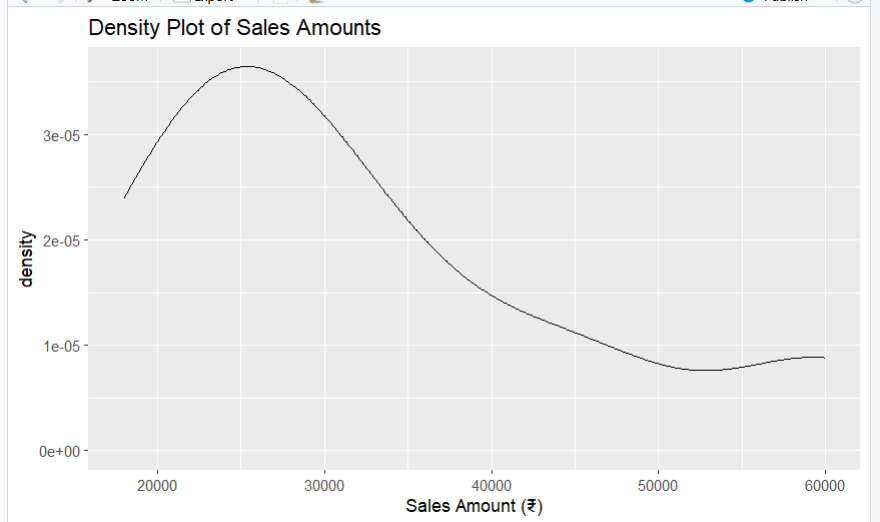 Density Plot of Sales Amounts
3e-05
2e-05
1e-05
0e+00
density
20000 30000 40000 50000 60000
Sales Amount (₹)